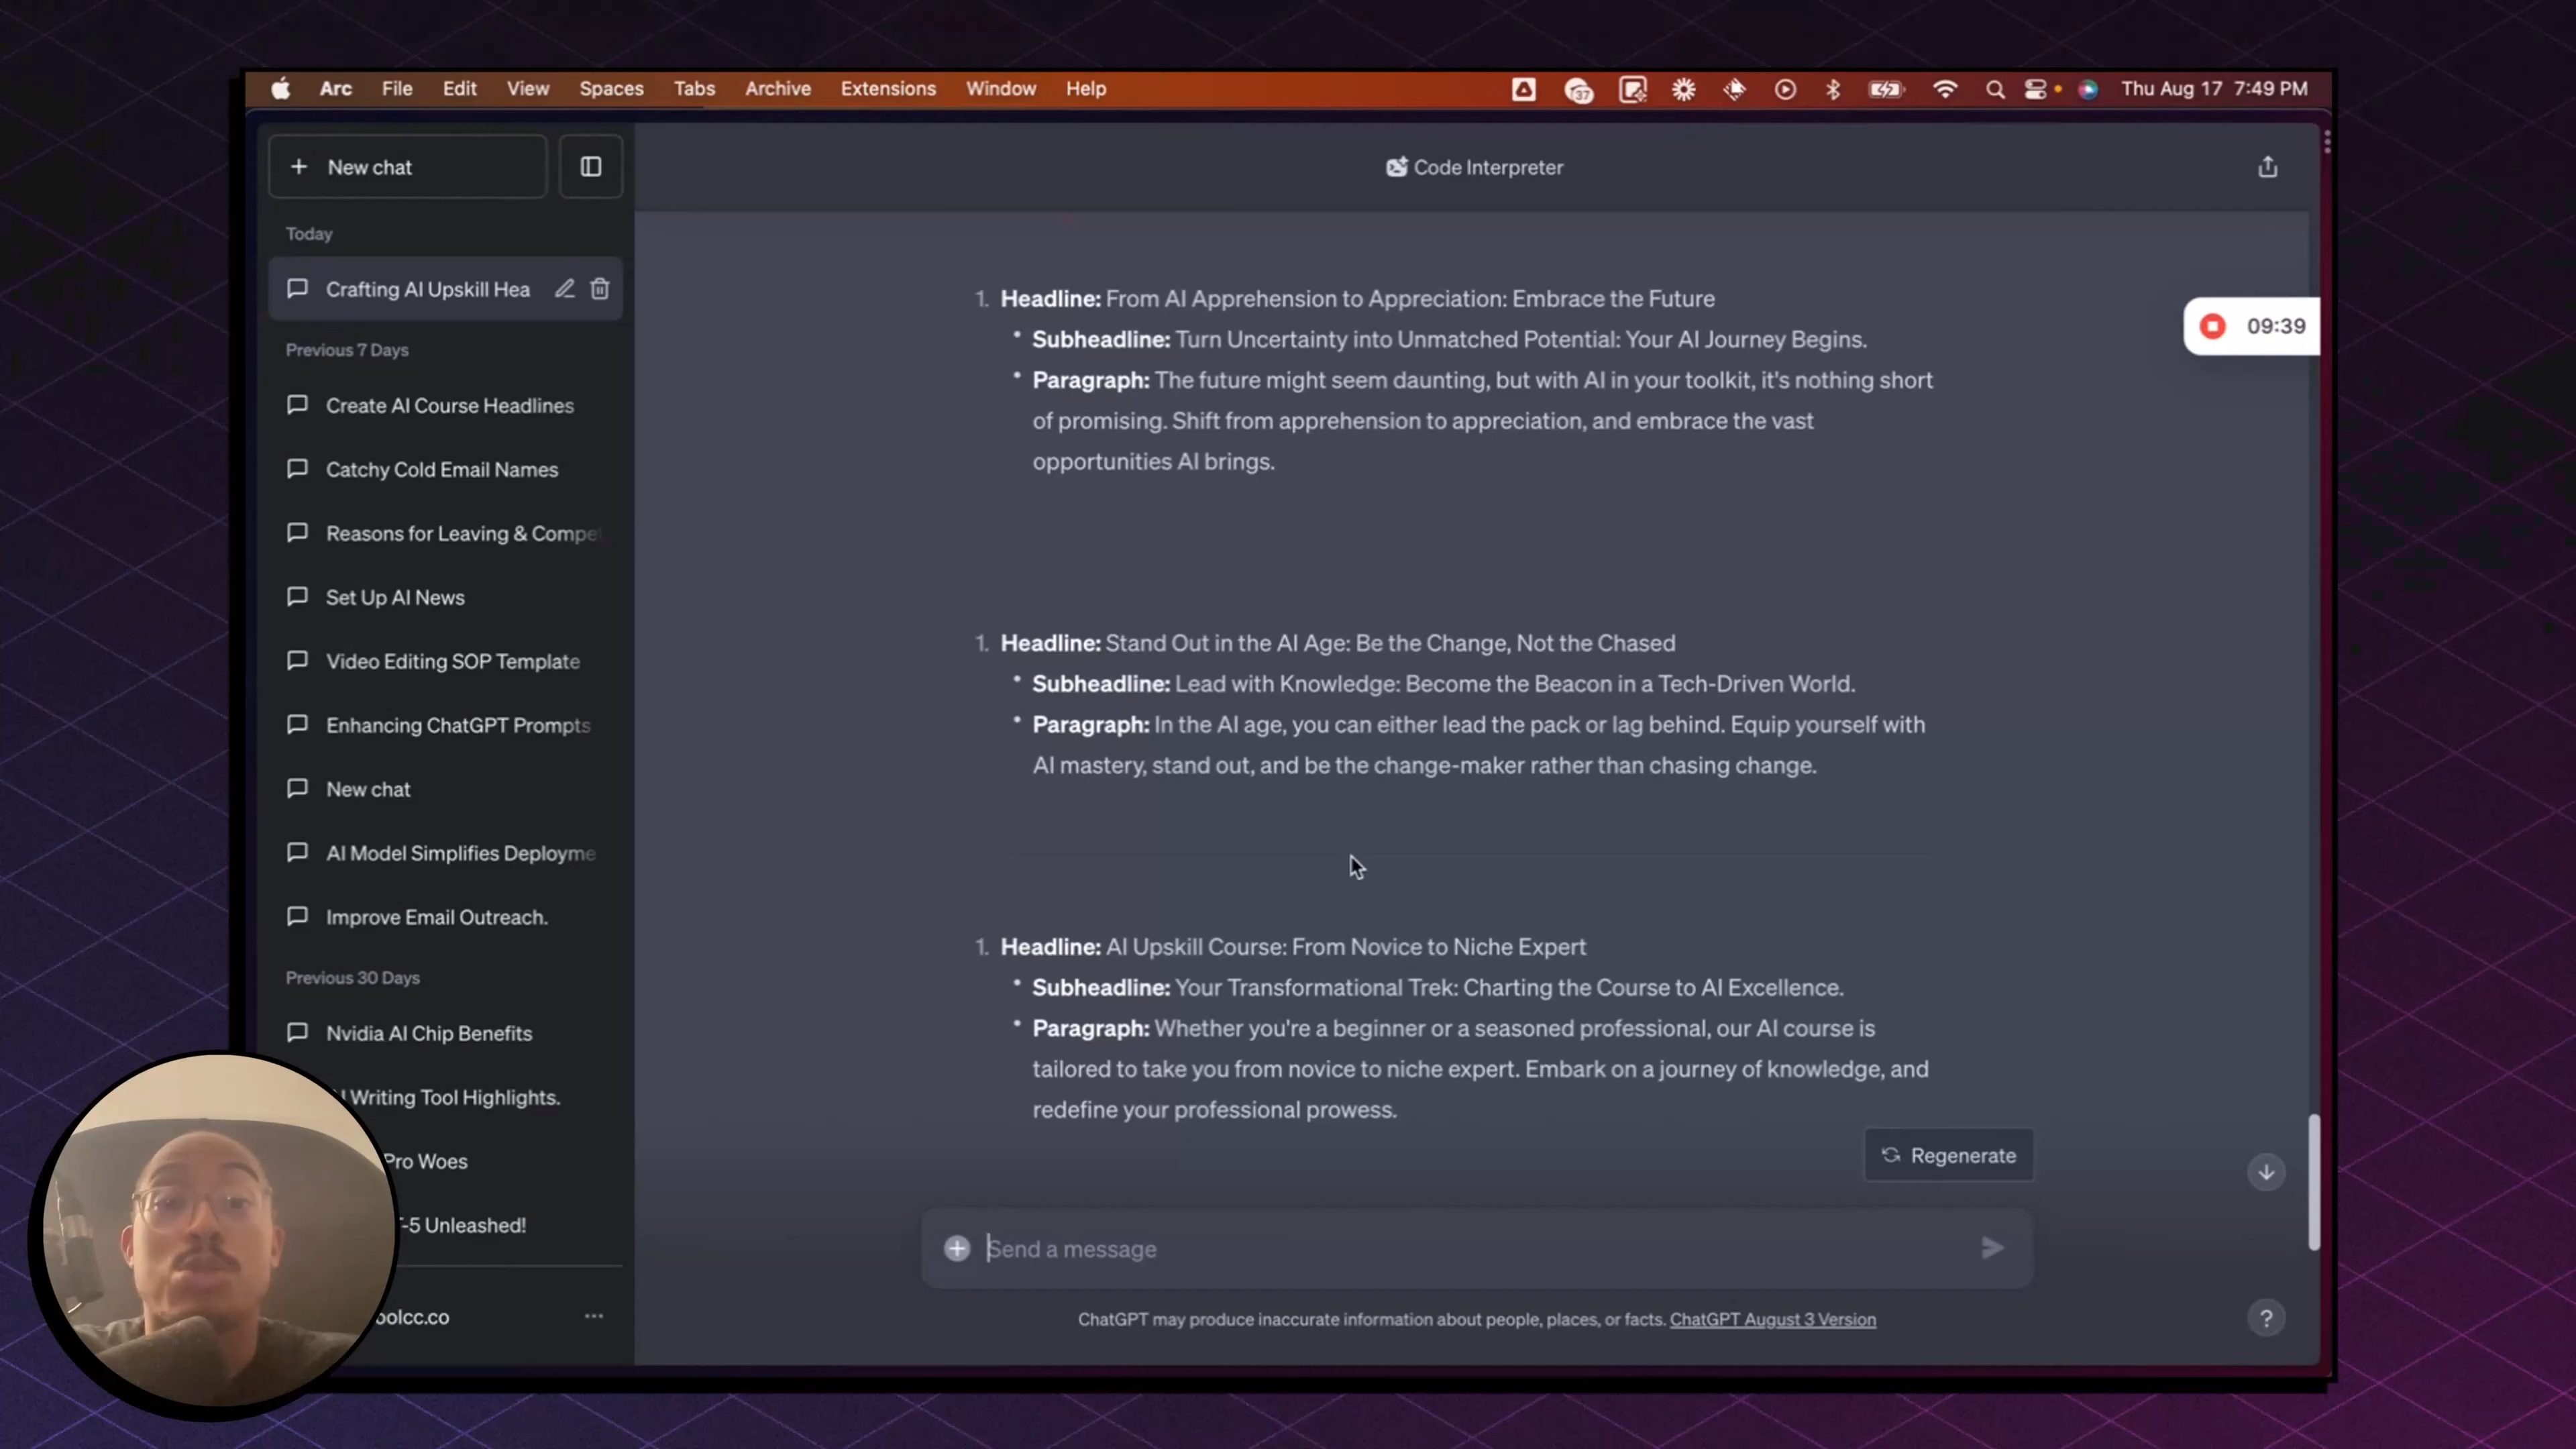 Arc File Edit View Spaces Tabs Archive Extensions Window Help
37
Thu Aug 17 7:49 PM
New chat
Code Interpreter
Today
Crafting AI Upskill Hea
Previous 7 Days
Create AI Course Headlines
Catchy Cold Email Names
Reasons for Leaving & Compe
Set Up AI News
Video Editing SOP Template
Enhancing ChatGPT Prompts
New chat
AI Model Simplifies Deployme
Improve Email Outreach.
Previous 30 Days
Nvidia AI Chip Benefits
Writing Tool Highlights.
Pro Woes
-5 Unleashed!
olcc.co
1. Headline: From AI Apprehension to Appreciation: Embrace the Future
• Subheadline: Turn Uncertainty into Unmatched Potential: Your AI Journey Begins.
• Paragraph: The future might seem daunting, but with AI in your toolkit, it's nothing short
of promising. Shift from apprehension to appreciation, and embrace the vast
opportunities AI brings.
09:39
1. Headline: Stand Out in the AI Age: Be the Change, Not the Chased
• Subheadline: Lead with Knowledge: Become the Beacon in a Tech-Driven World.
• Paragraph: In the AI age, you can either lead the pack or lag behind. Equip yourself with
AI mastery, stand out, and be the change-maker rather than chasing change.
1. Headline: AI Upskill Course: From Novice to Niche Expert
• Subheadline: Your Transformational Trek: Charting the Course to AI Excellence.
• Paragraph: Whether you're a beginner or a seasoned professional, our AI course is
tailored to take you from novice to niche expert. Embark on a journey of knowledge, and
redefine your professional prowess.
Regenerate
Send a message
ChatGPT may produce inaccurate information about people, places, or facts. ChatGPT August 3 Version
?